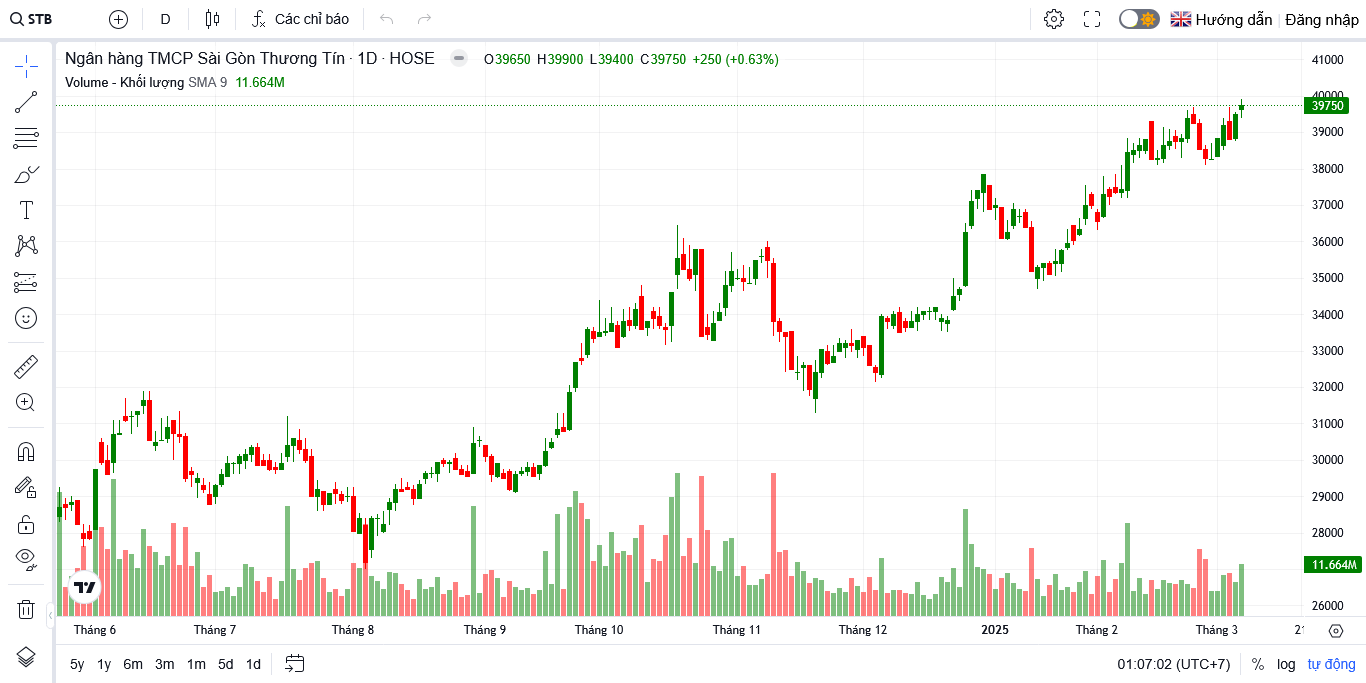 STB D Các chỉ báo Hướng dẫn Đăng nhập
Ngân hàng TMCP Sài Gòn Thương Tín · 1D · HOSE O39650 H39900 L39400 C39750 +250 (+0.63%)
Volume - Khối lượng SMA 9 11.664M
41000
40000
39750
39000
38000
37000
36000
35000
34000
33000
32000
31000
30000
29000
28000
11.664M
26000
Tháng 6 Tháng 7 Tháng 8 Tháng 9 Tháng 10 Tháng 11 Tháng 12 2025 Tháng 2 Tháng 3 21
5y 1y 6m 3m 1m 5d 1d 01:07:02 (UTC+7) % log tự động